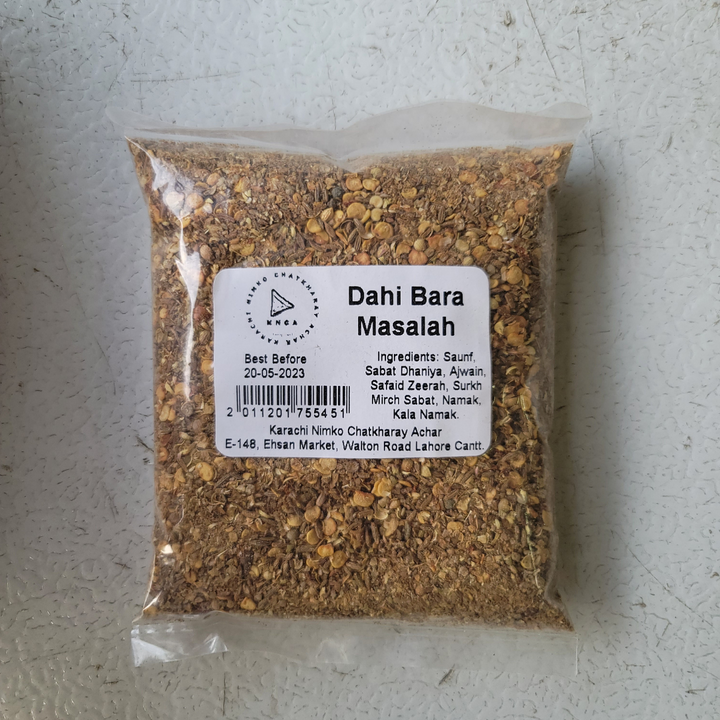 KARACHI NIMKO CHATKHARAY ACHAR
KNCA
Dahi Bara
Masalah
Best Before
20-05-2023
Ingredients: Saunf,
Sabat Dhaniya, Ajwain,
Safaid Zeerah, Surkh
Mirch Sabat, Namak,
Kala Namak.
2 011201 755451
Karachi Nimko Chatkharay Achar
E-148, Ehsan Market, Walton Road Lahore Cantt.